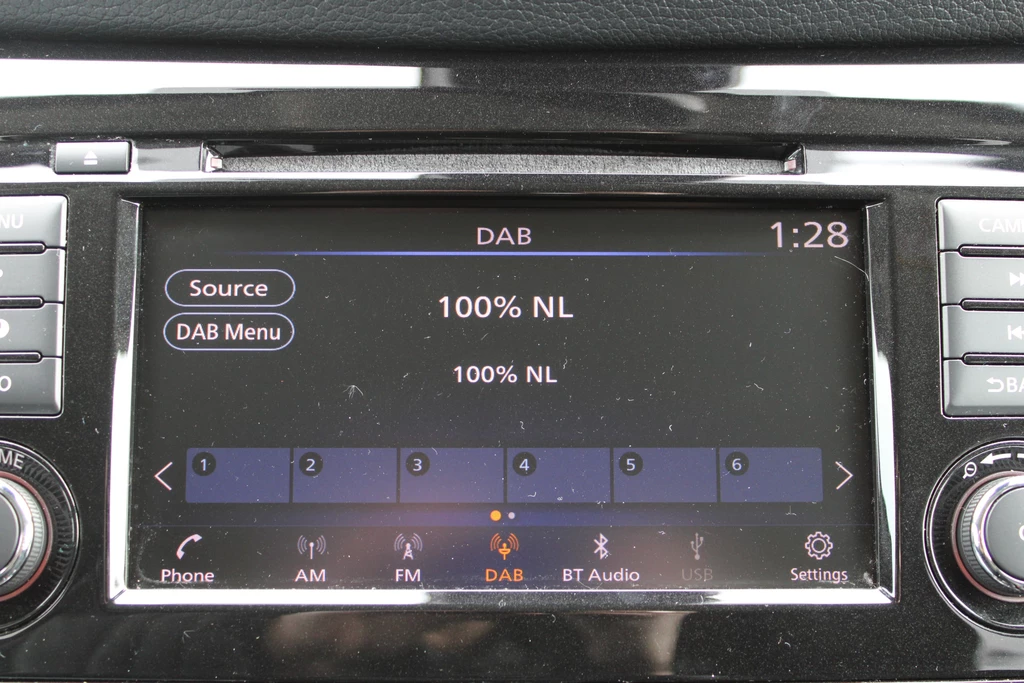 DAB
1:28
Source
DAB Menu
100% NL
100% NL
1 2 3 4 5 6
Phone AM FM DAB BT Audio USB Settings